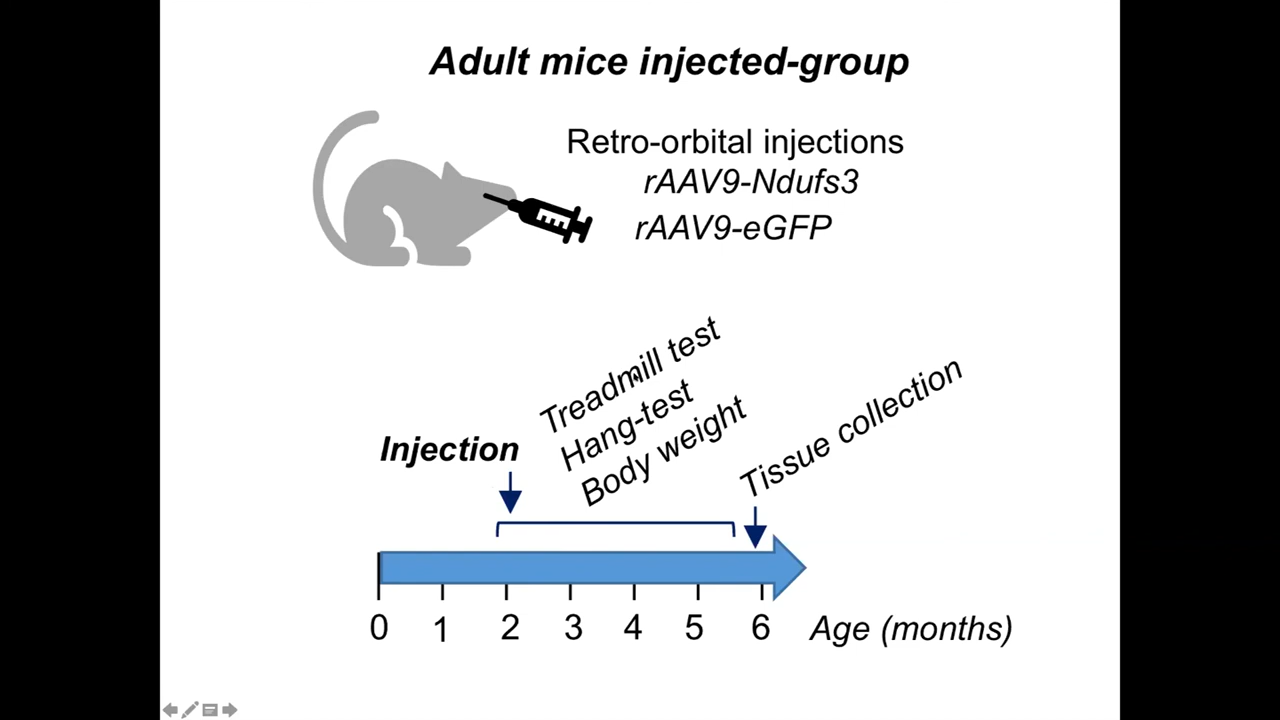 Adult mice injected-group
Retro-orbital injections
rAAV9-Ndufs3
rAAV9-eGFP
Injection
Treadmill test
Hang-test
Body weight
Tissue collection
0 1 2 3 4 5 6 Age (months)